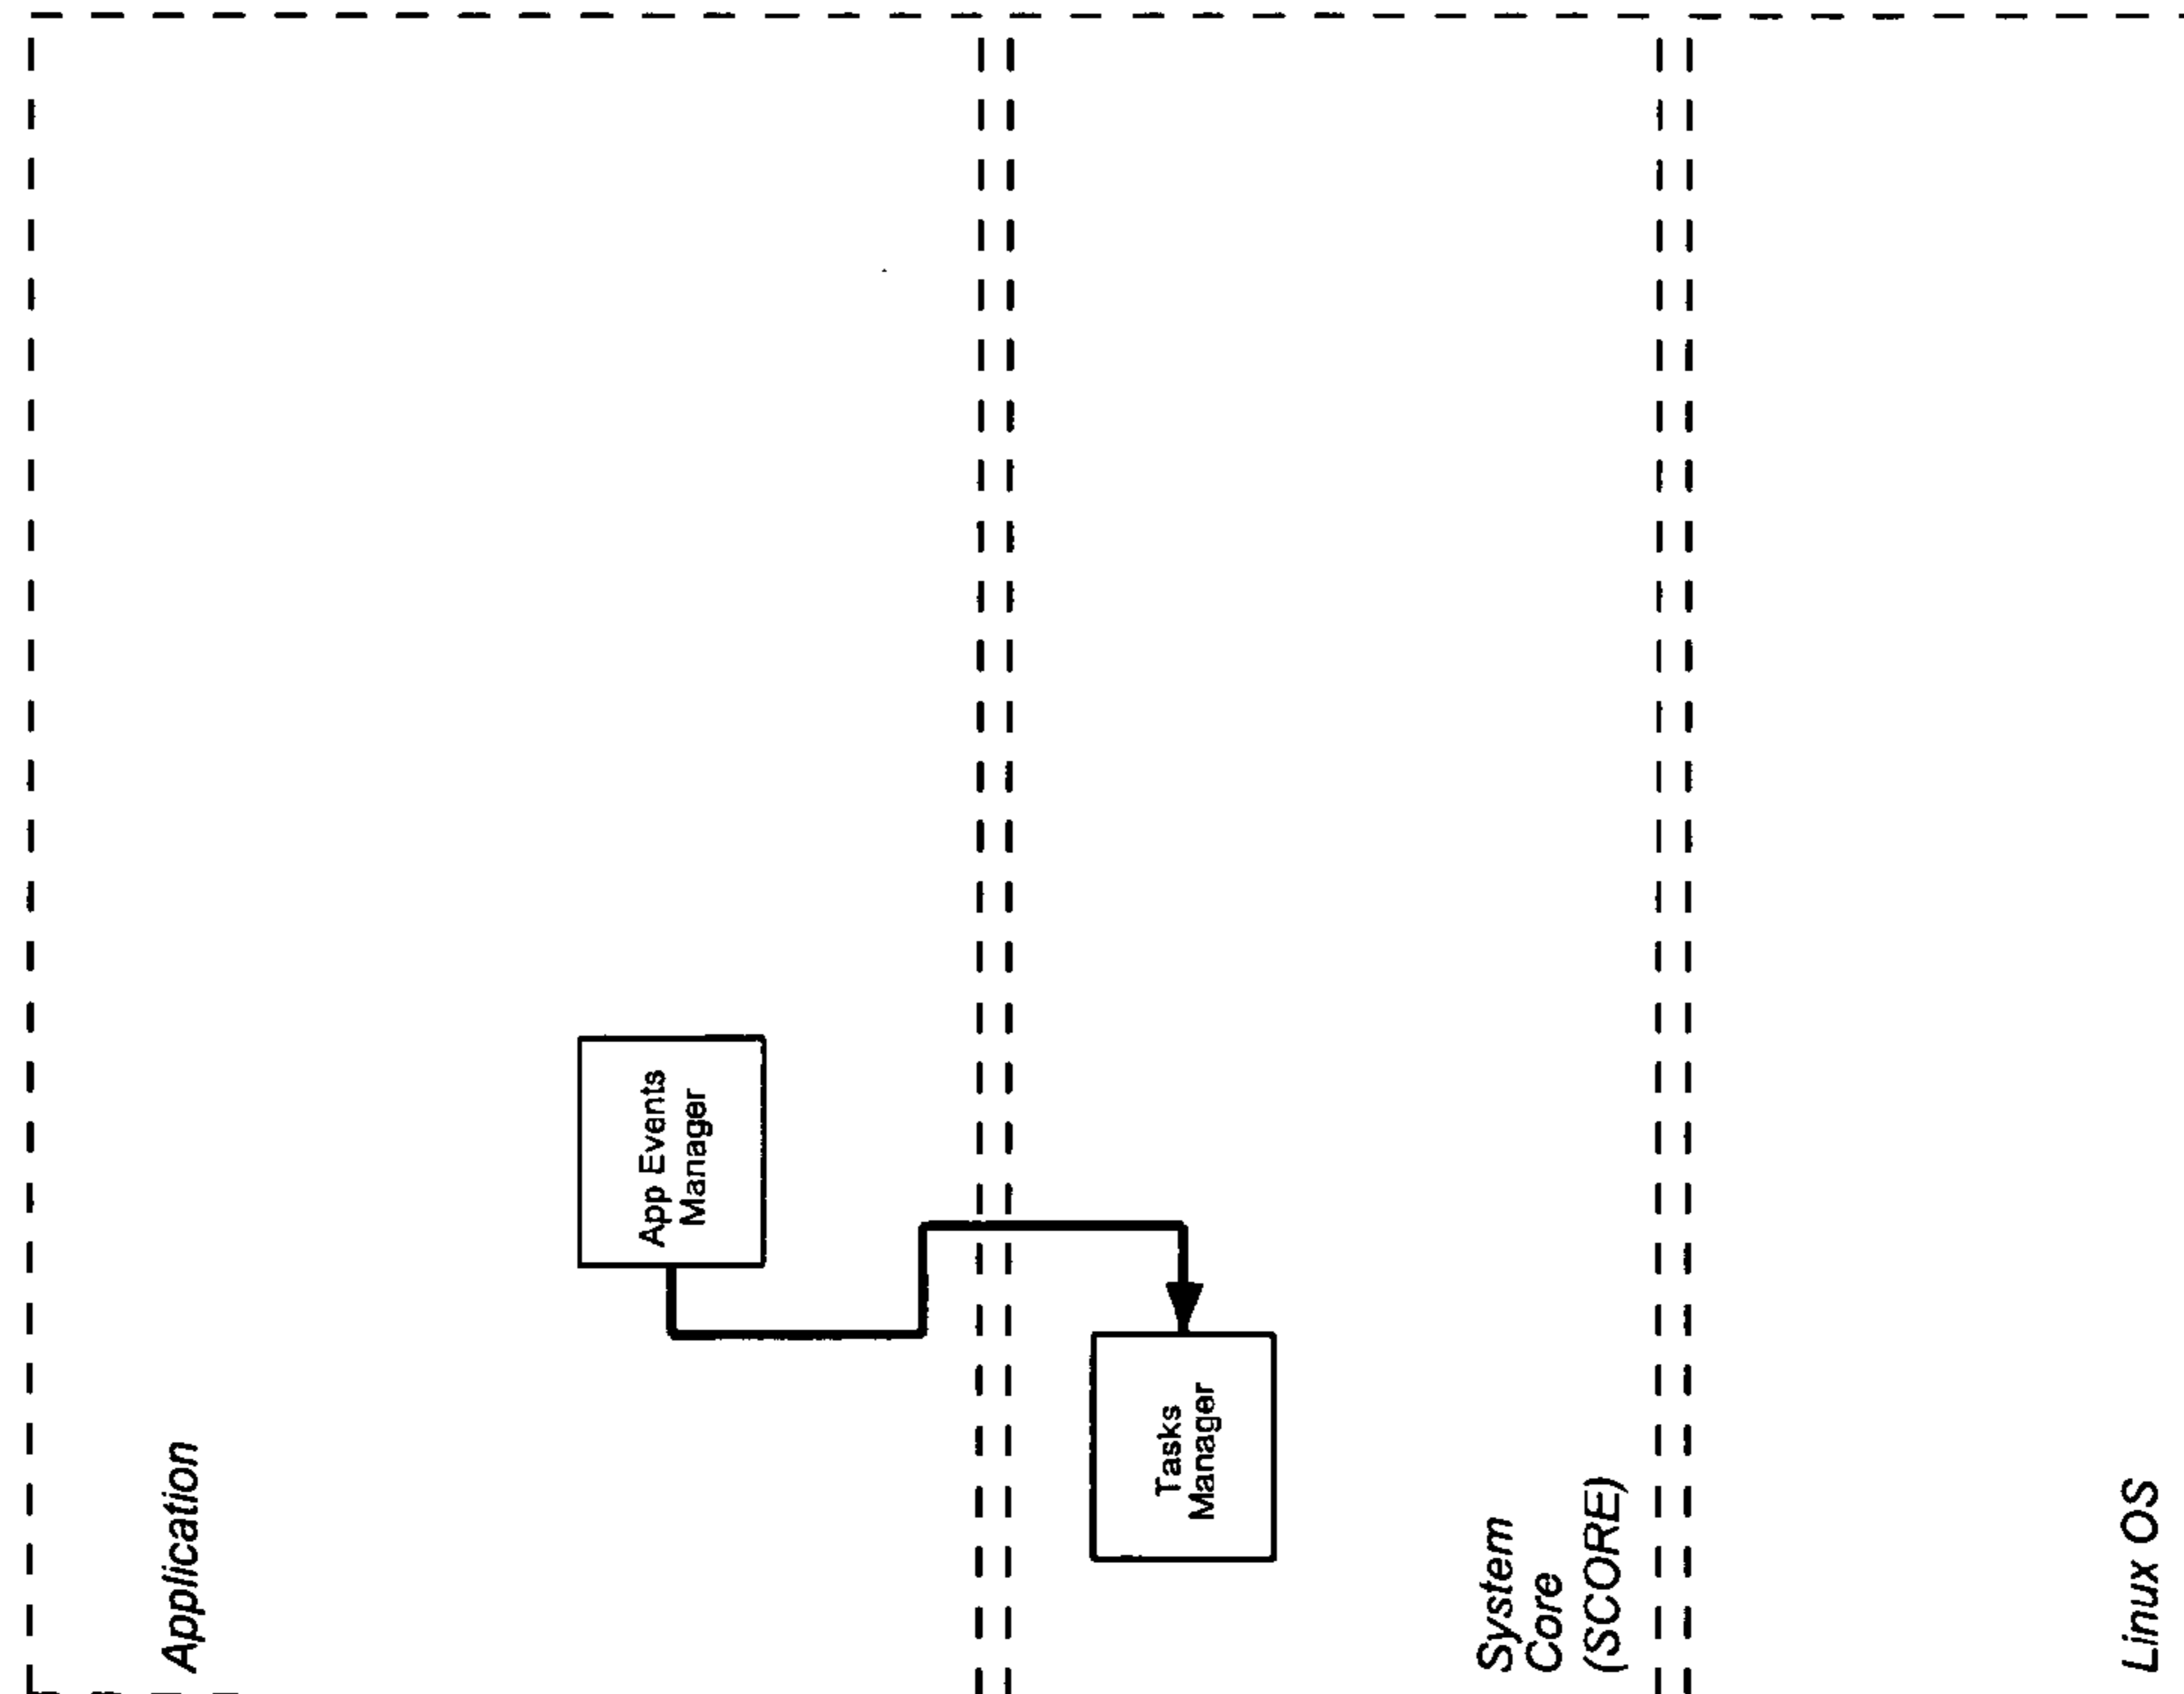 Application
App Events
Manager
Tasks
Manager
System
Core
(SCORE)
Linux OS